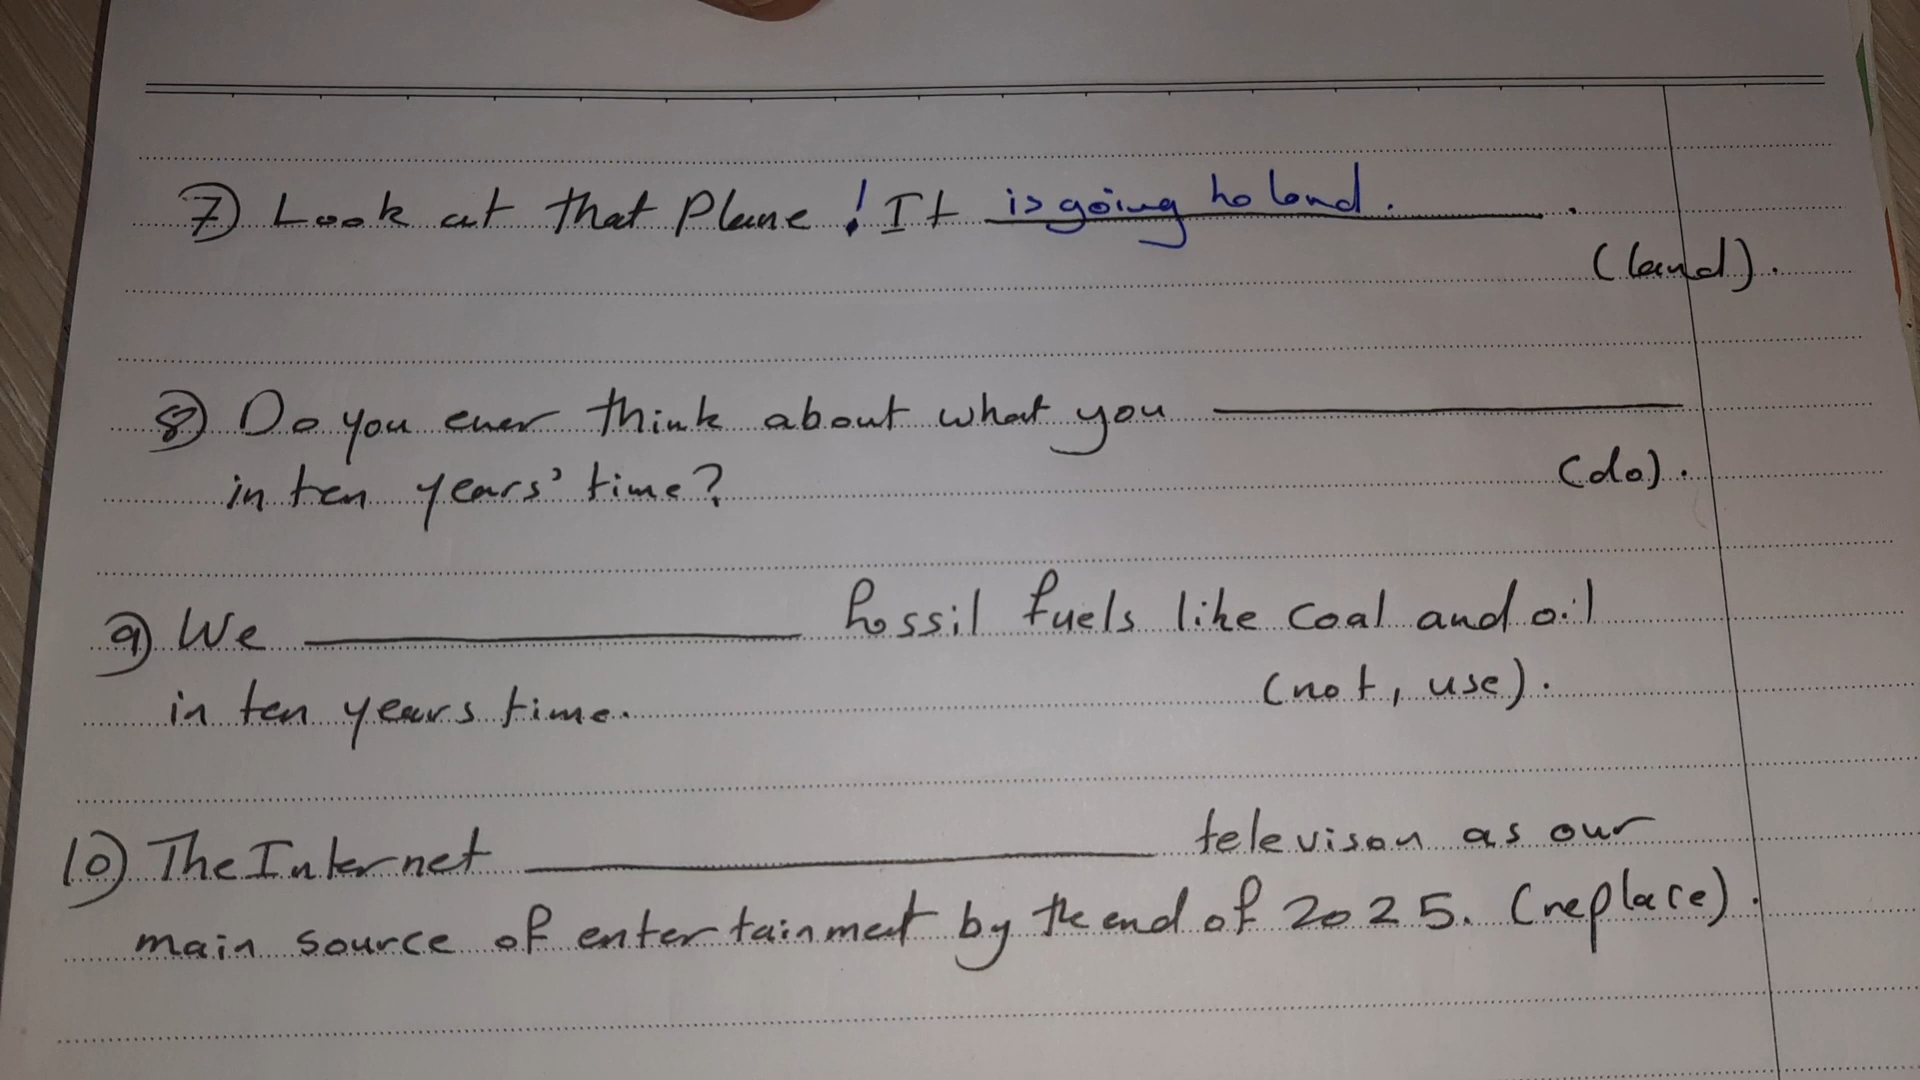 7) Look at that Plane! It is going to land. .
(land).
8) Do you ever think about what you
in ten years' time? (do).
9) We fossil fuels like coal and oil
in ten years time. (not, use).
10) The Internet televison as our
main source of entertainment by the end of 2025. (replace).